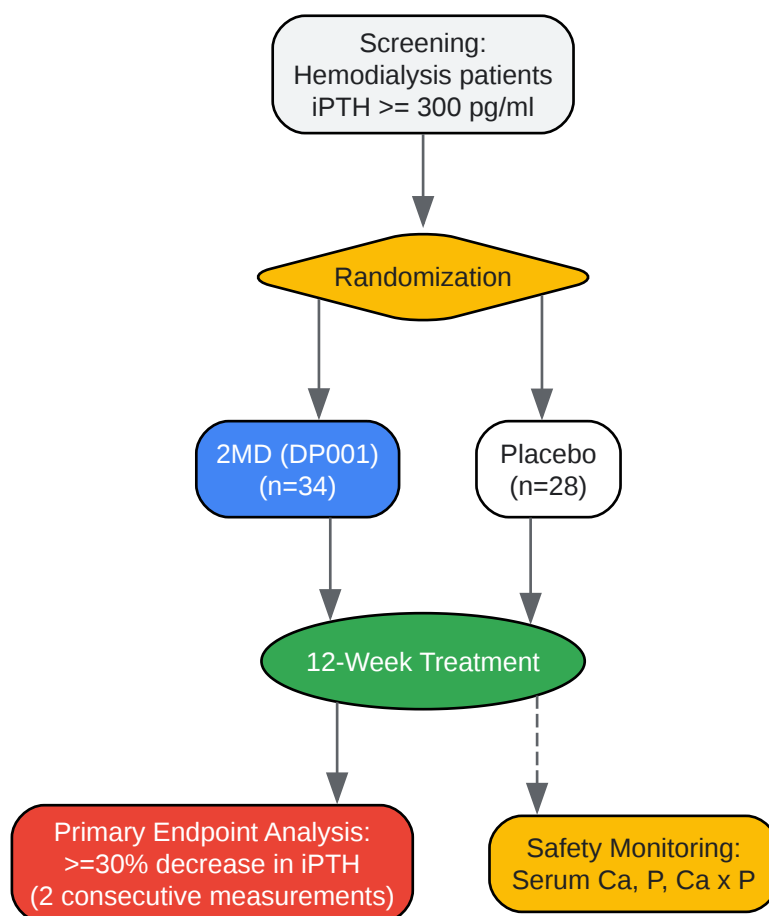 Screening:
Hemodialysis patients
iPTH >= 300 pg/ml
Randomization
2MD (DP001)
(n=34)
Placebo
(n=28)
12-Week Treatment
Primary Endpoint Analysis:
>=30% decrease in iPTH
(2 consecutive measurements)
Safety Monitoring:
Serum Ca, P, Ca x P